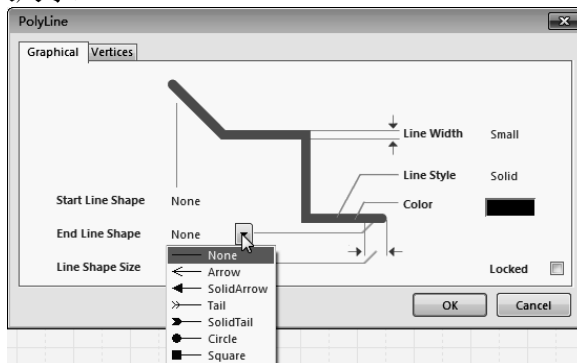 PolyLine
Graphical Vertices
Line Width Small
Line Style Solid
Start Line Shape None
Color
End Line Shape None
None
Line Shape Size
Locked
Arrow
SolidArrow
OK Cancel
Tail
SolidTail
Circle
Square